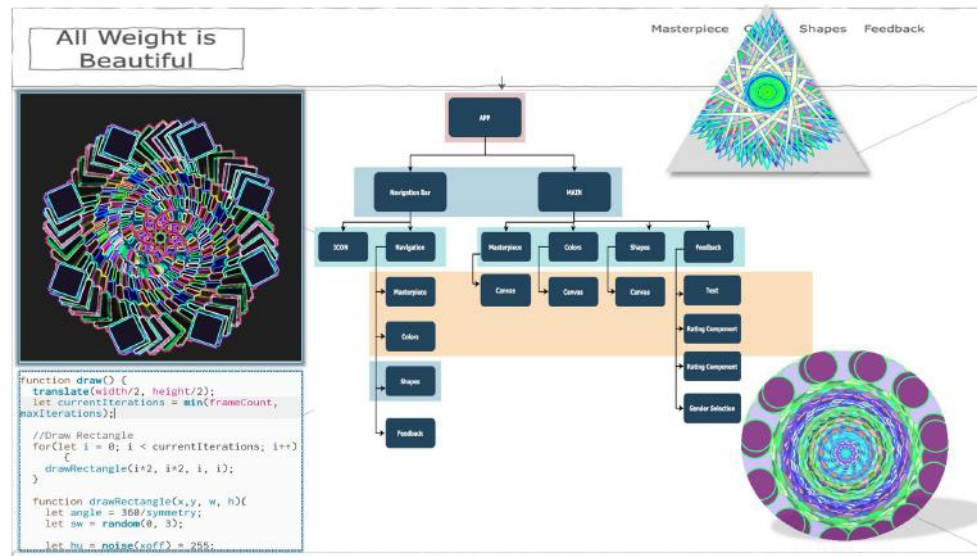 All Weight is
Beautiful
Masterpiece
Shapes
Feedback
APP
Navigation Bar
MAIN
ICON
Navigation
Masterpiece
Colors
Shapes
Feedback
Masterpiece
Canvas
Canvas
Canvas
Text
Colors
Rating Component
Rating Component
Shapes
Gender Selection
Feedback
function draw() {
translate(width/2, height/2);
let currentIterations = min(frameCount,
maxIterations);
//Draw Rectangle
for(let i = 0; i < currentIterations; i++)
{
drawRectangle(i*2, i*2, i, i);
}
function drawRectangle(x,y, w, h){
let angle = 360/symmetry;
let sw = random(0, 3);
let hu = noise(xoff) * 255;